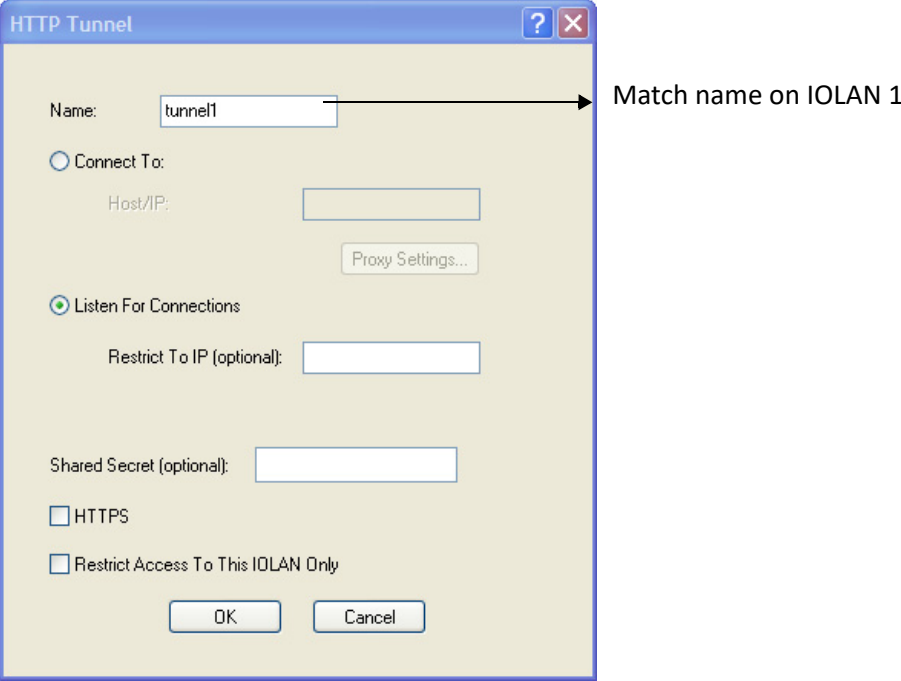 HTTP Tunnel
Name: tunnel1
Match name on IOLAN 1
Connect To:
Host/IP:
Proxy Settings...
Listen For Connections
Restrict To IP (optional):
Shared Secret (optional):
HTTPS
Restrict Access To This IOLAN Only
OK Cancel